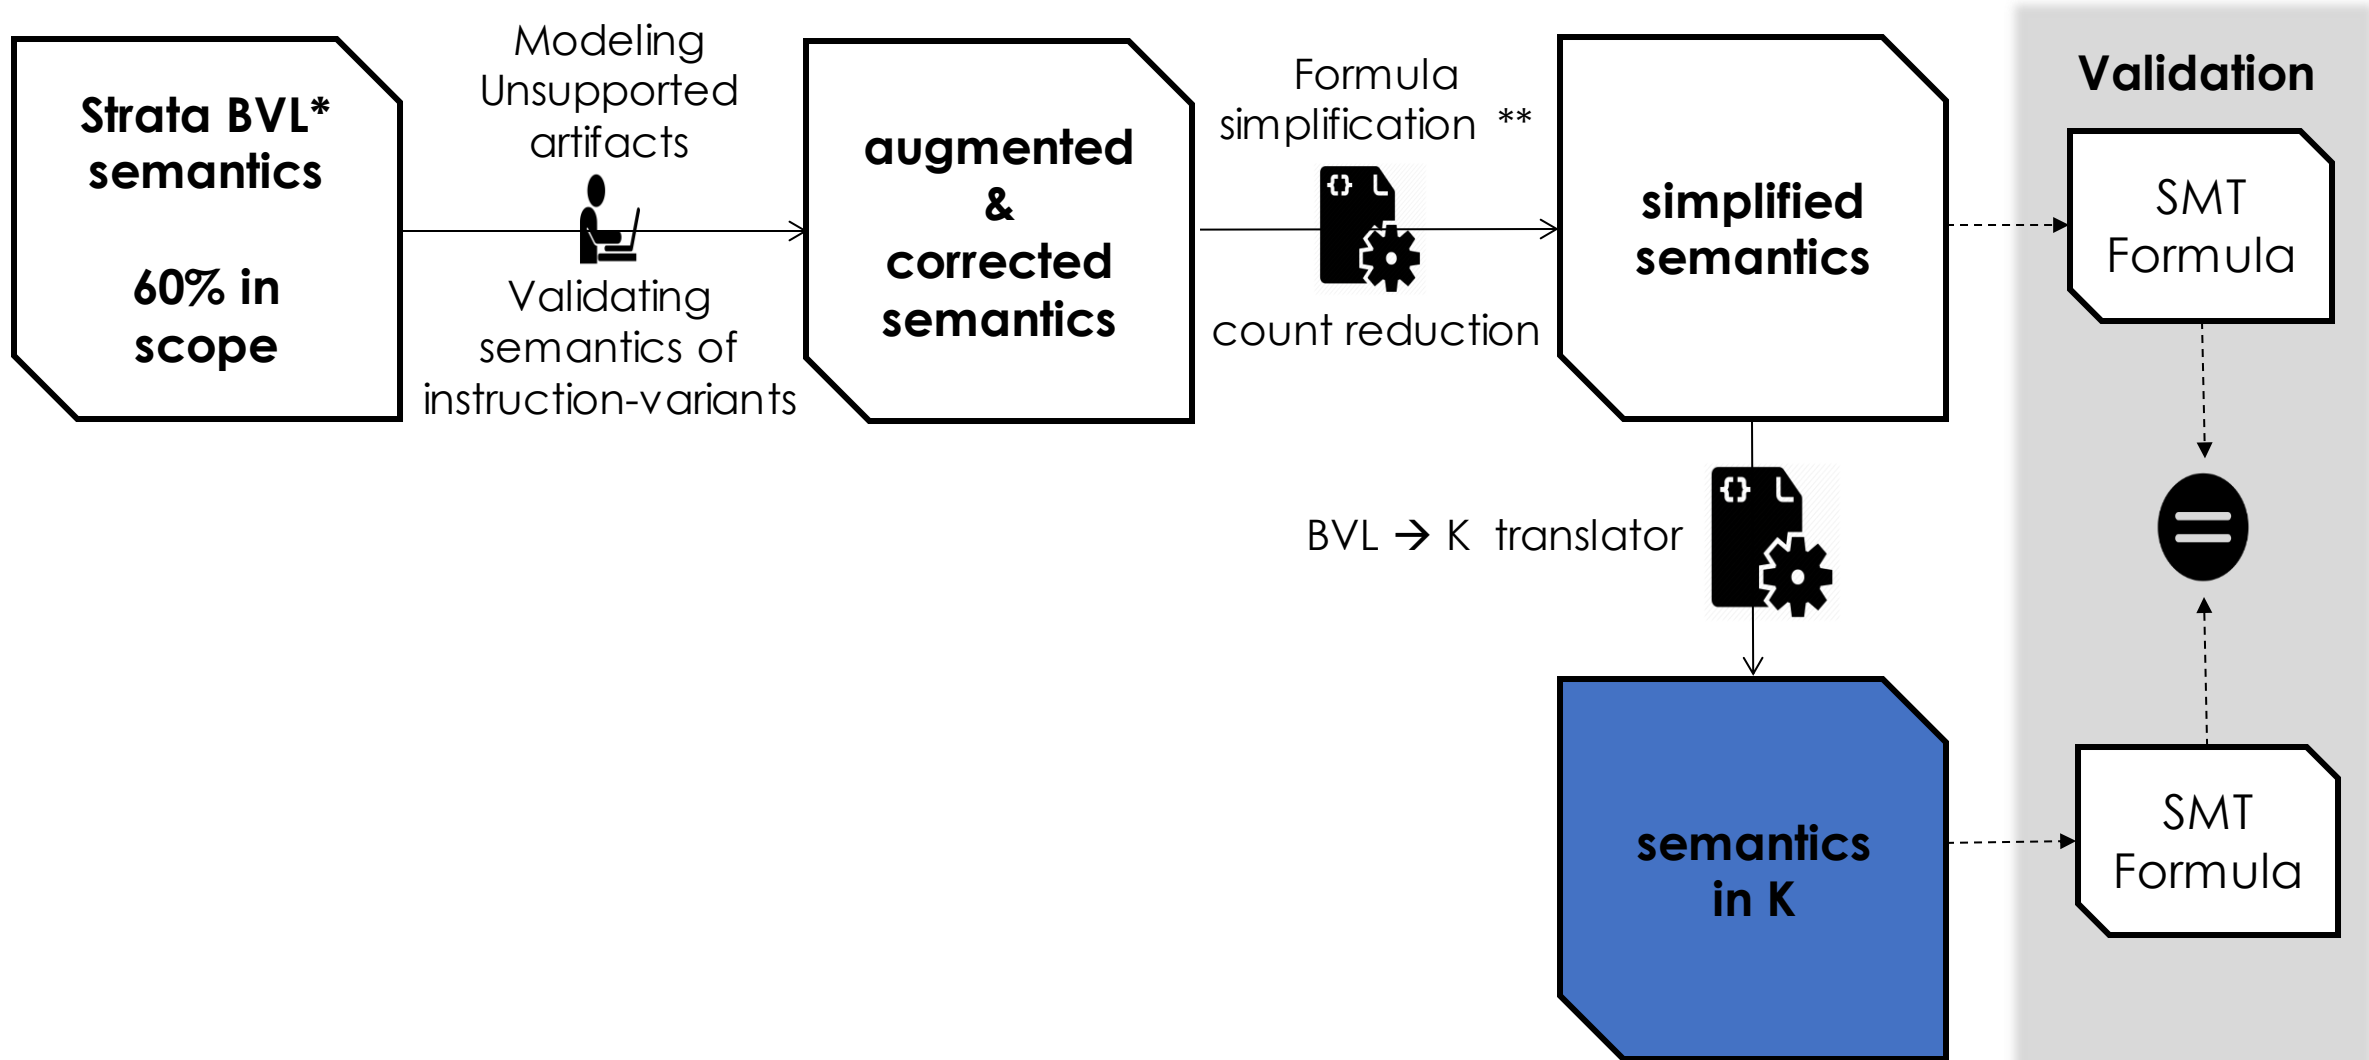 Strata BVL*
semantics
60% in
scope
Modeling
Unsupported
artifacts
Validating
semantics of
instruction-variants
augmented
&
corrected
semantics
Formula
simplification **
{} L
count reduction
simplified
semantics
Validation
SMT
Formula
BVL → K translator
{} L
=
semantics
in K
SMT
Formula